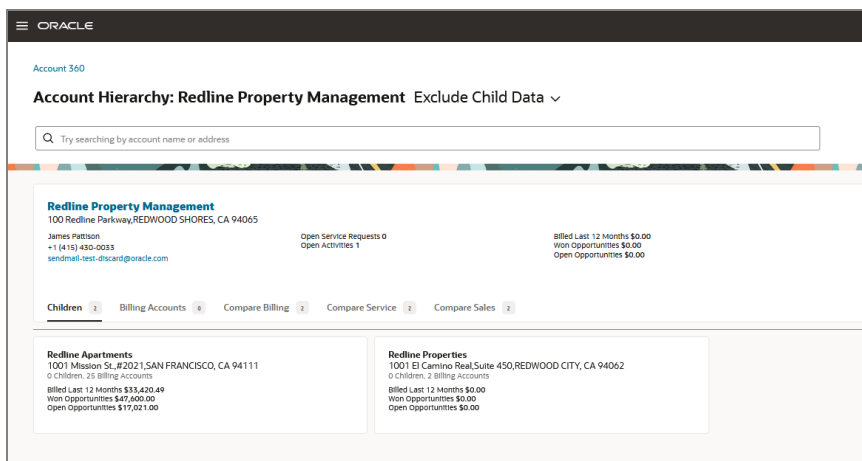 ORACLE
Account 360
Account Hierarchy: Redline Property Management Exclude Child Data
Try searching by account name or address
Redline Property Management
100 Redline Parkway,REDWOOD SHORES, CA 94065
James Pattison
+1 (415) 430-0033
sendmail-test-discard@oracle.com
Open Service Requests 0
Open Activities 1
Billed Last 12 Months $0.00
Won Opportunities $0.00
Open Opportunities $0.00
Children 2 Billing Accounts 0 Compare Billing 2 Compare Service 2 Compare Sales 2
Redline Apartments
1001 Mission St.,#2021,SAN FRANCISCO, CA 94111
0 Children, 25 Billing Accounts
Billed Last 12 Months $33,420.49
Won Opportunities $47,600.00
Open Opportunities $17,021.00
Redline Properties
1001 El Camino Real,Suite 450,REDWOOD CITY, CA 94062
0 Children, 2 Billing Accounts
Billed Last 12 Months $0.00
Won Opportunities $0.00
Open Opportunities $0.00